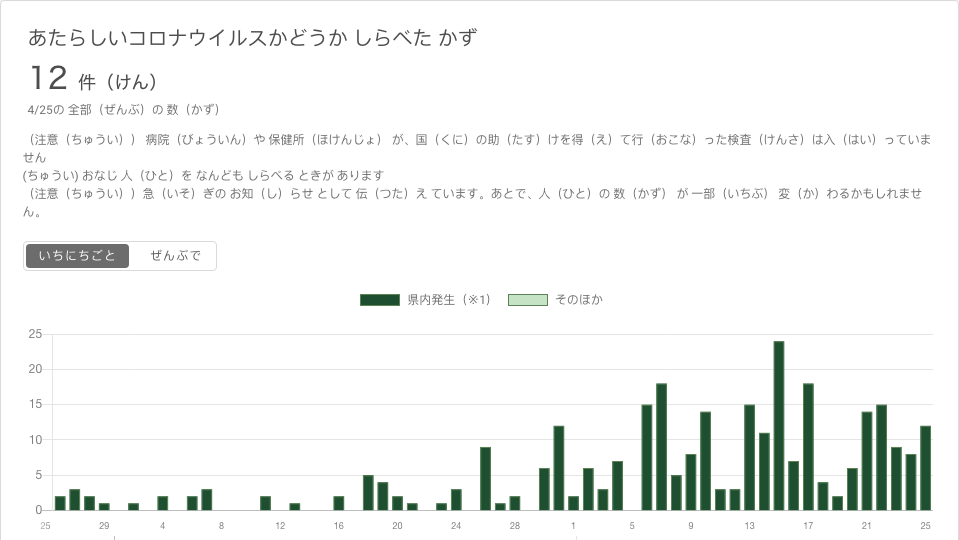 あたらしいコロナウイルスかどうか しらべた かず
12 件（けん）
4/25の 全部（ぜんぶ）の 数（かず）
（注意（ちゅうい）） 病院（びょういん）や 保健所（ほけんじょ） が、国（くに）の助（たす）けを得（え）て行（おこな）った検査（けんさ）は入（はい）っていま
せん
(ちゅうい) おなじ 人（ひと）を なんども しらべる ときが あります
（注意（ちゅうい））急（いそ）ぎの お知（し）らせ として 伝（つた）え ています。あとで、人（ひと）の 数（かず） が 一部（いちぶ） 変（か）わるかもしれませ
ん。
いちにちごと ぜんぶで
県内発生（※1） そのほか
25
20
15
10
5
0
25 29 4 8 12 16 20 24 28 1 5 9 13 17 21 25